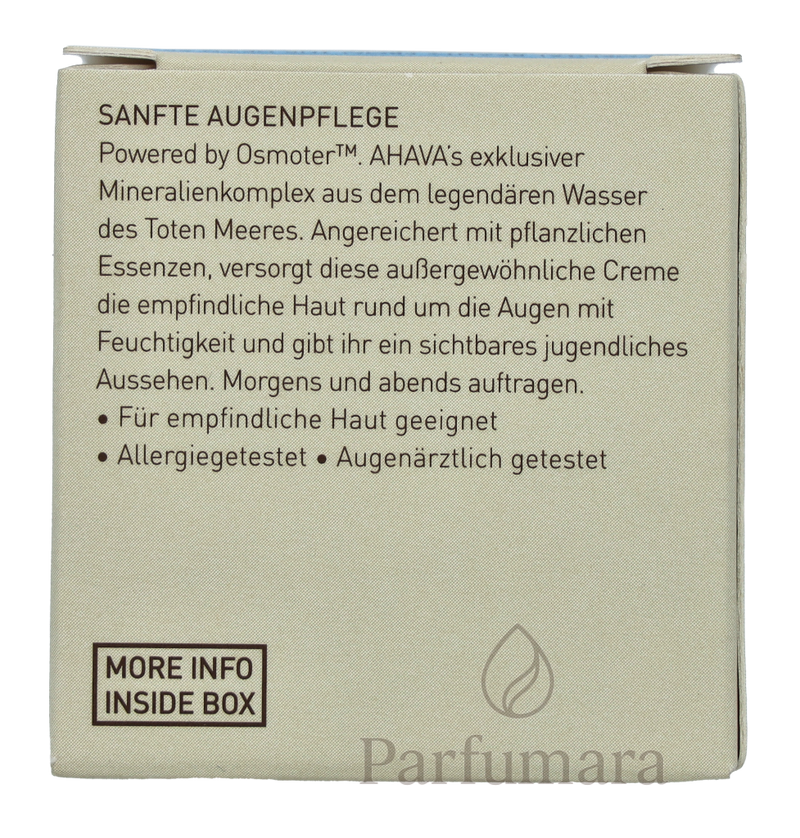 SANFTE AUGENPFLEGE
Powered by Osmoter™. AHAVA's exklusiver
Mineralienkomplex aus dem legendären Wasser
des Toten Meeres. Angereichert mit pflanzlichen
Essenzen, versorgt diese außergewöhnliche Creme
die empfindliche Haut rund um die Augen mit
Feuchtigkeit und gibt ihr ein sichtbares jugendliches
Aussehen. Morgens und abends auftragen.
• Für empfindliche Haut geeignet
• Allergiegetestet • Augenärztlich getestet
MORE INFO
INSIDE BOX
Parfumara